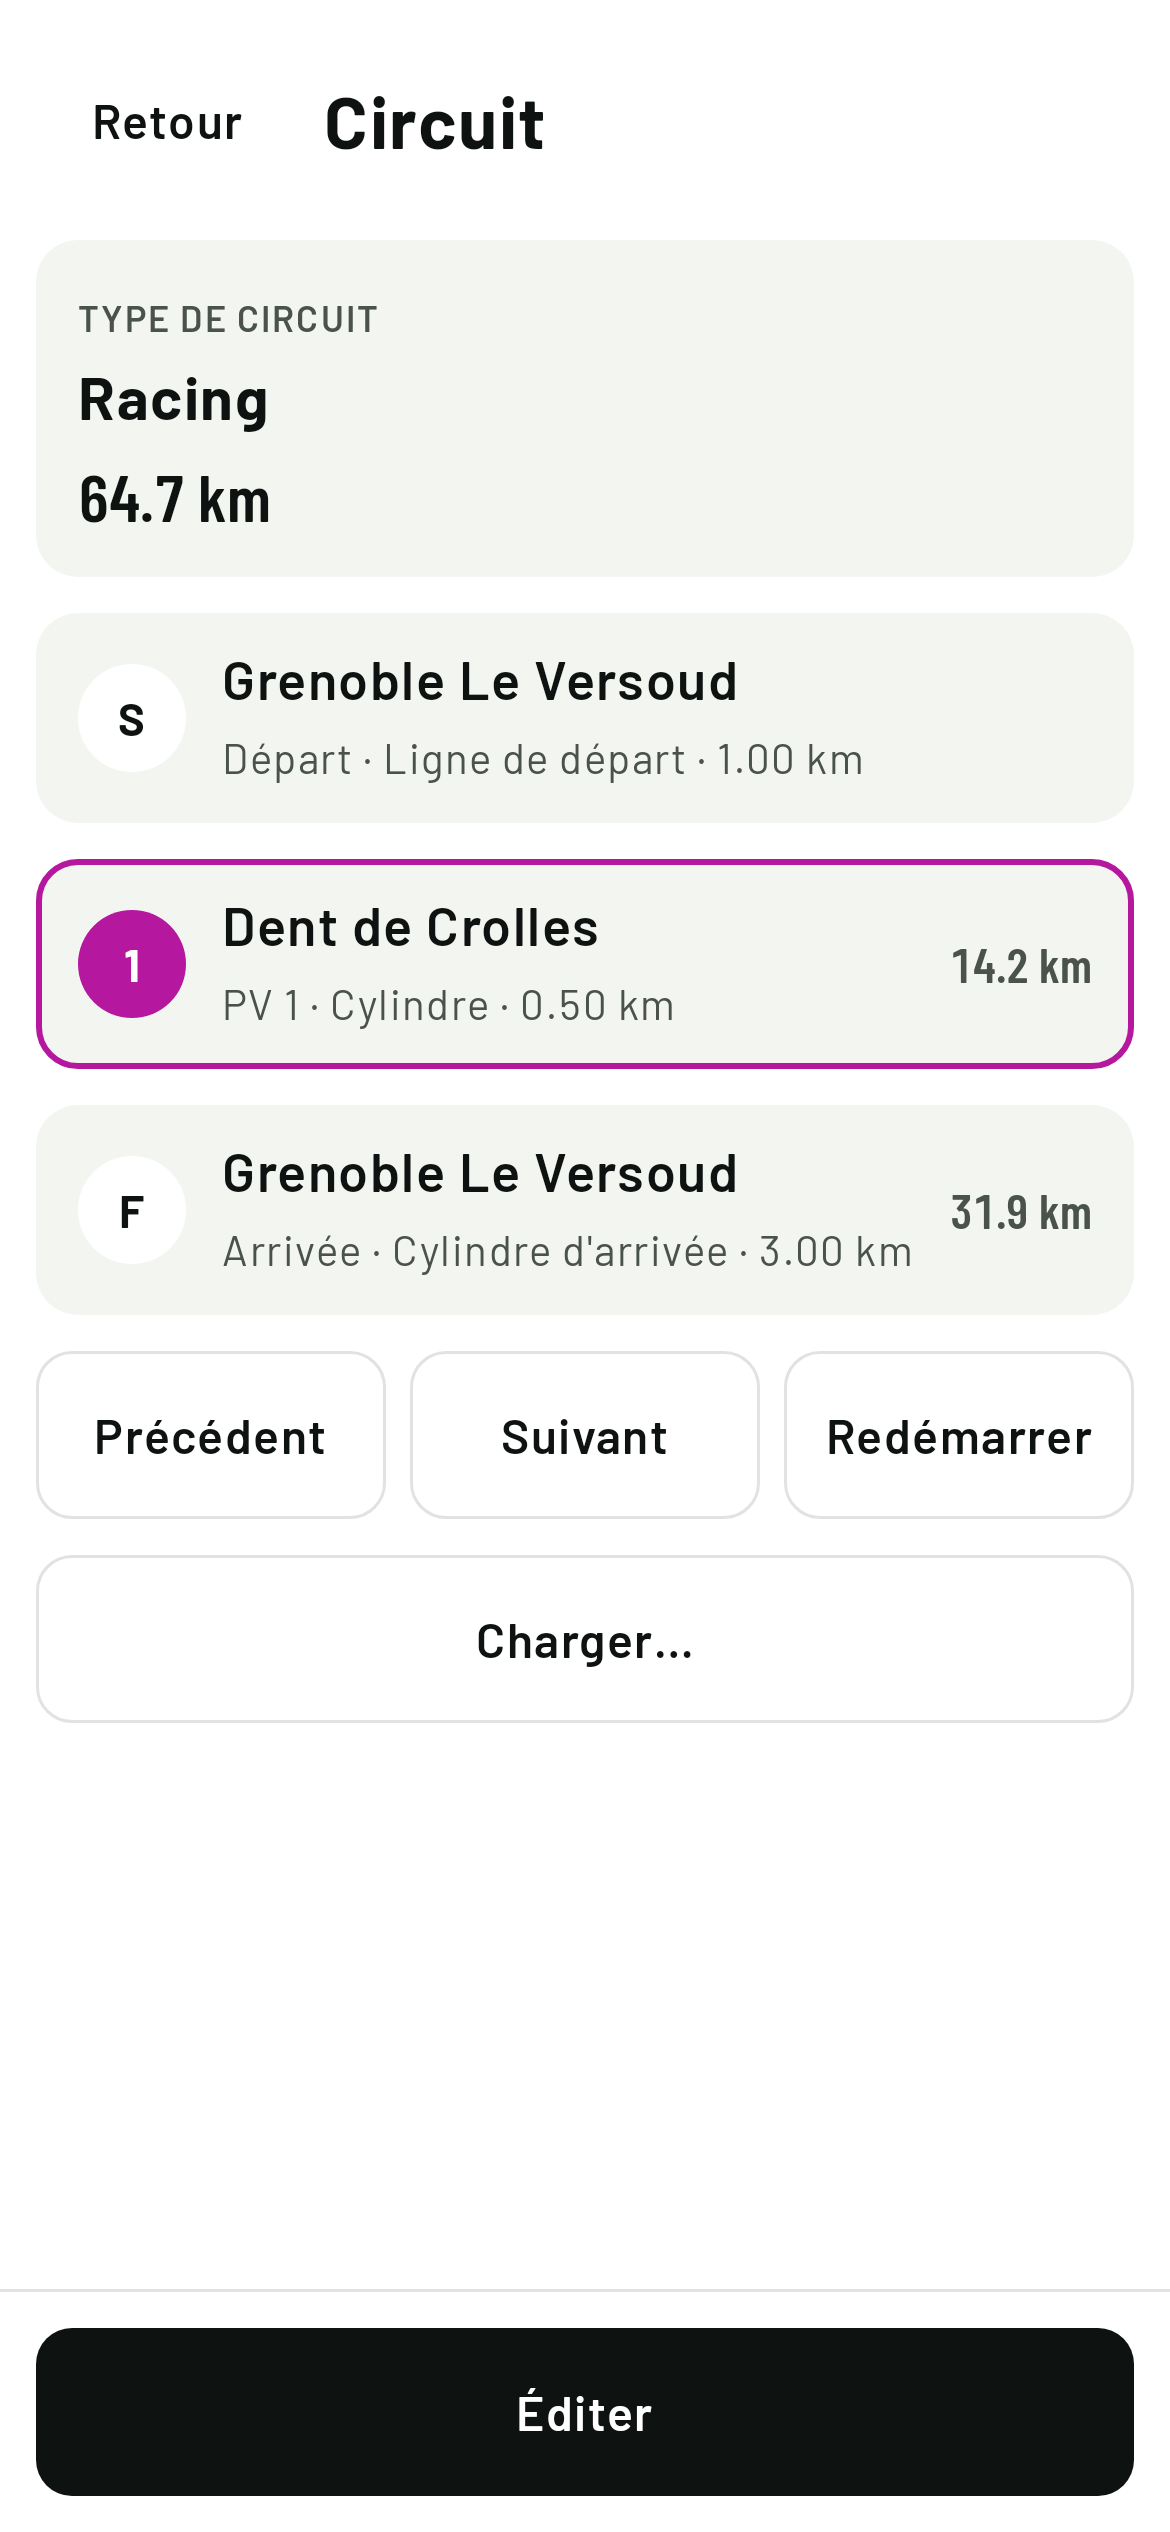 Retour
Circuit
TYPE DE CIRCUIT
Racing
64.7 km
S
Grenoble Le Versoud
Départ · Ligne de départ · 1.00 km
1
Dent de Crolles
PV 1 · Cylindre · 0.50 km
14.2 km
F
Grenoble Le Versoud
Arrivée · Cylindre d'arrivée · 3.00 km
31.9 km
Précédent
Suivant
Redémarrer
Charger...
Éditer